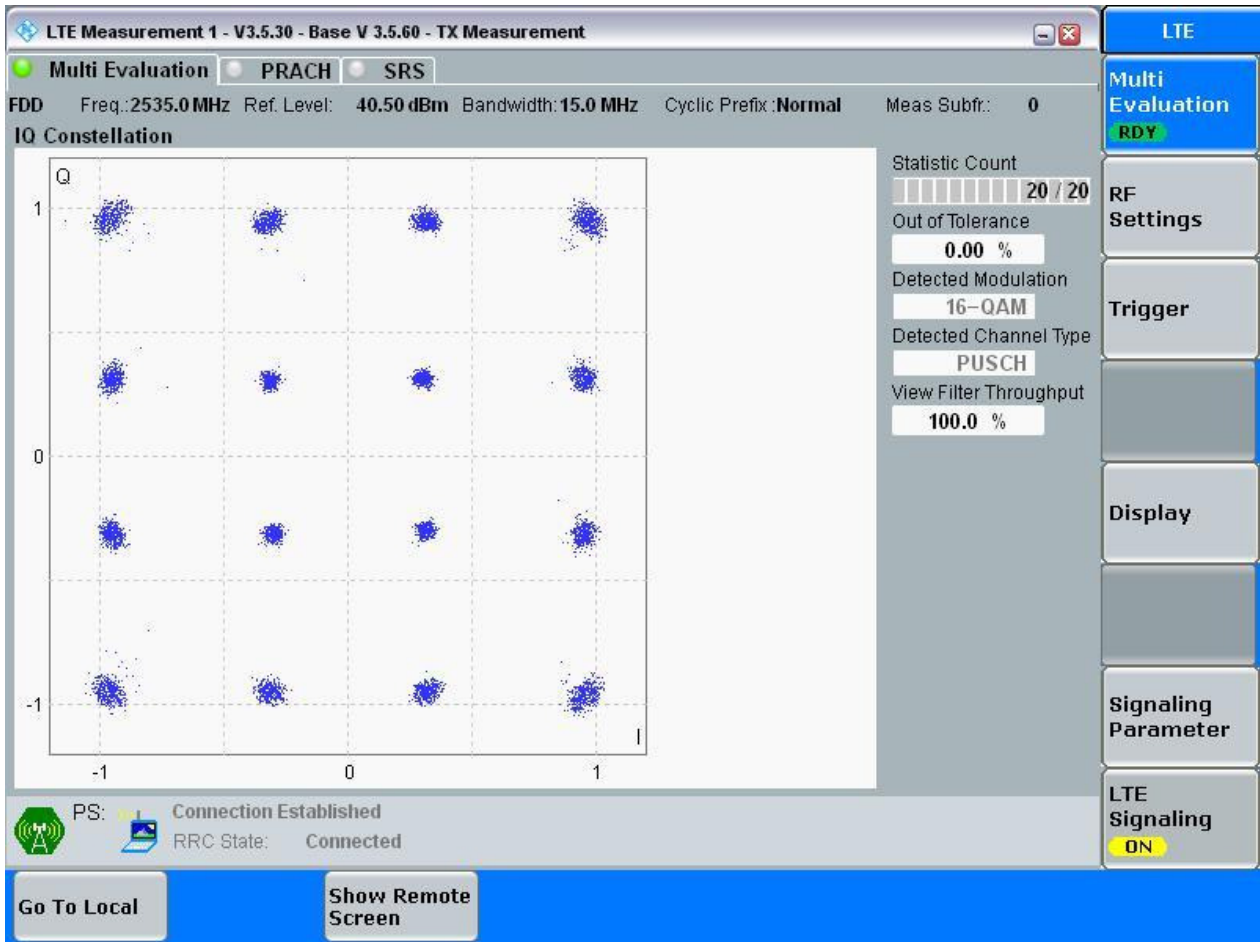 LTE Measurement 1 - V3.5.30 - Base V 3.5.60 - TX Measurement
LTE
Multi Evaluation PRACH SRS
FDD Freq.:2535.0 MHz Ref. Level: 40.50 dBm Bandwidth:15.0 MHz Cyclic Prefix :Normal Meas Subfr.: 0
IQ Constellation
Q
1
0
-1
I
-1 0 1
Statistic Count
20 / 20
Out of Tolerance
0.00 %
Detected Modulation
16-QAM
Detected Channel Type
PUSCH
View Filter Throughput
100.0 %
Multi
Evaluation
RDY
RF
Settings
Trigger
Display
Signaling
Parameter
LTE
Signaling
ON
PS: Connection Established
RRC State: Connected
Go To Local
Show Remote
Screen